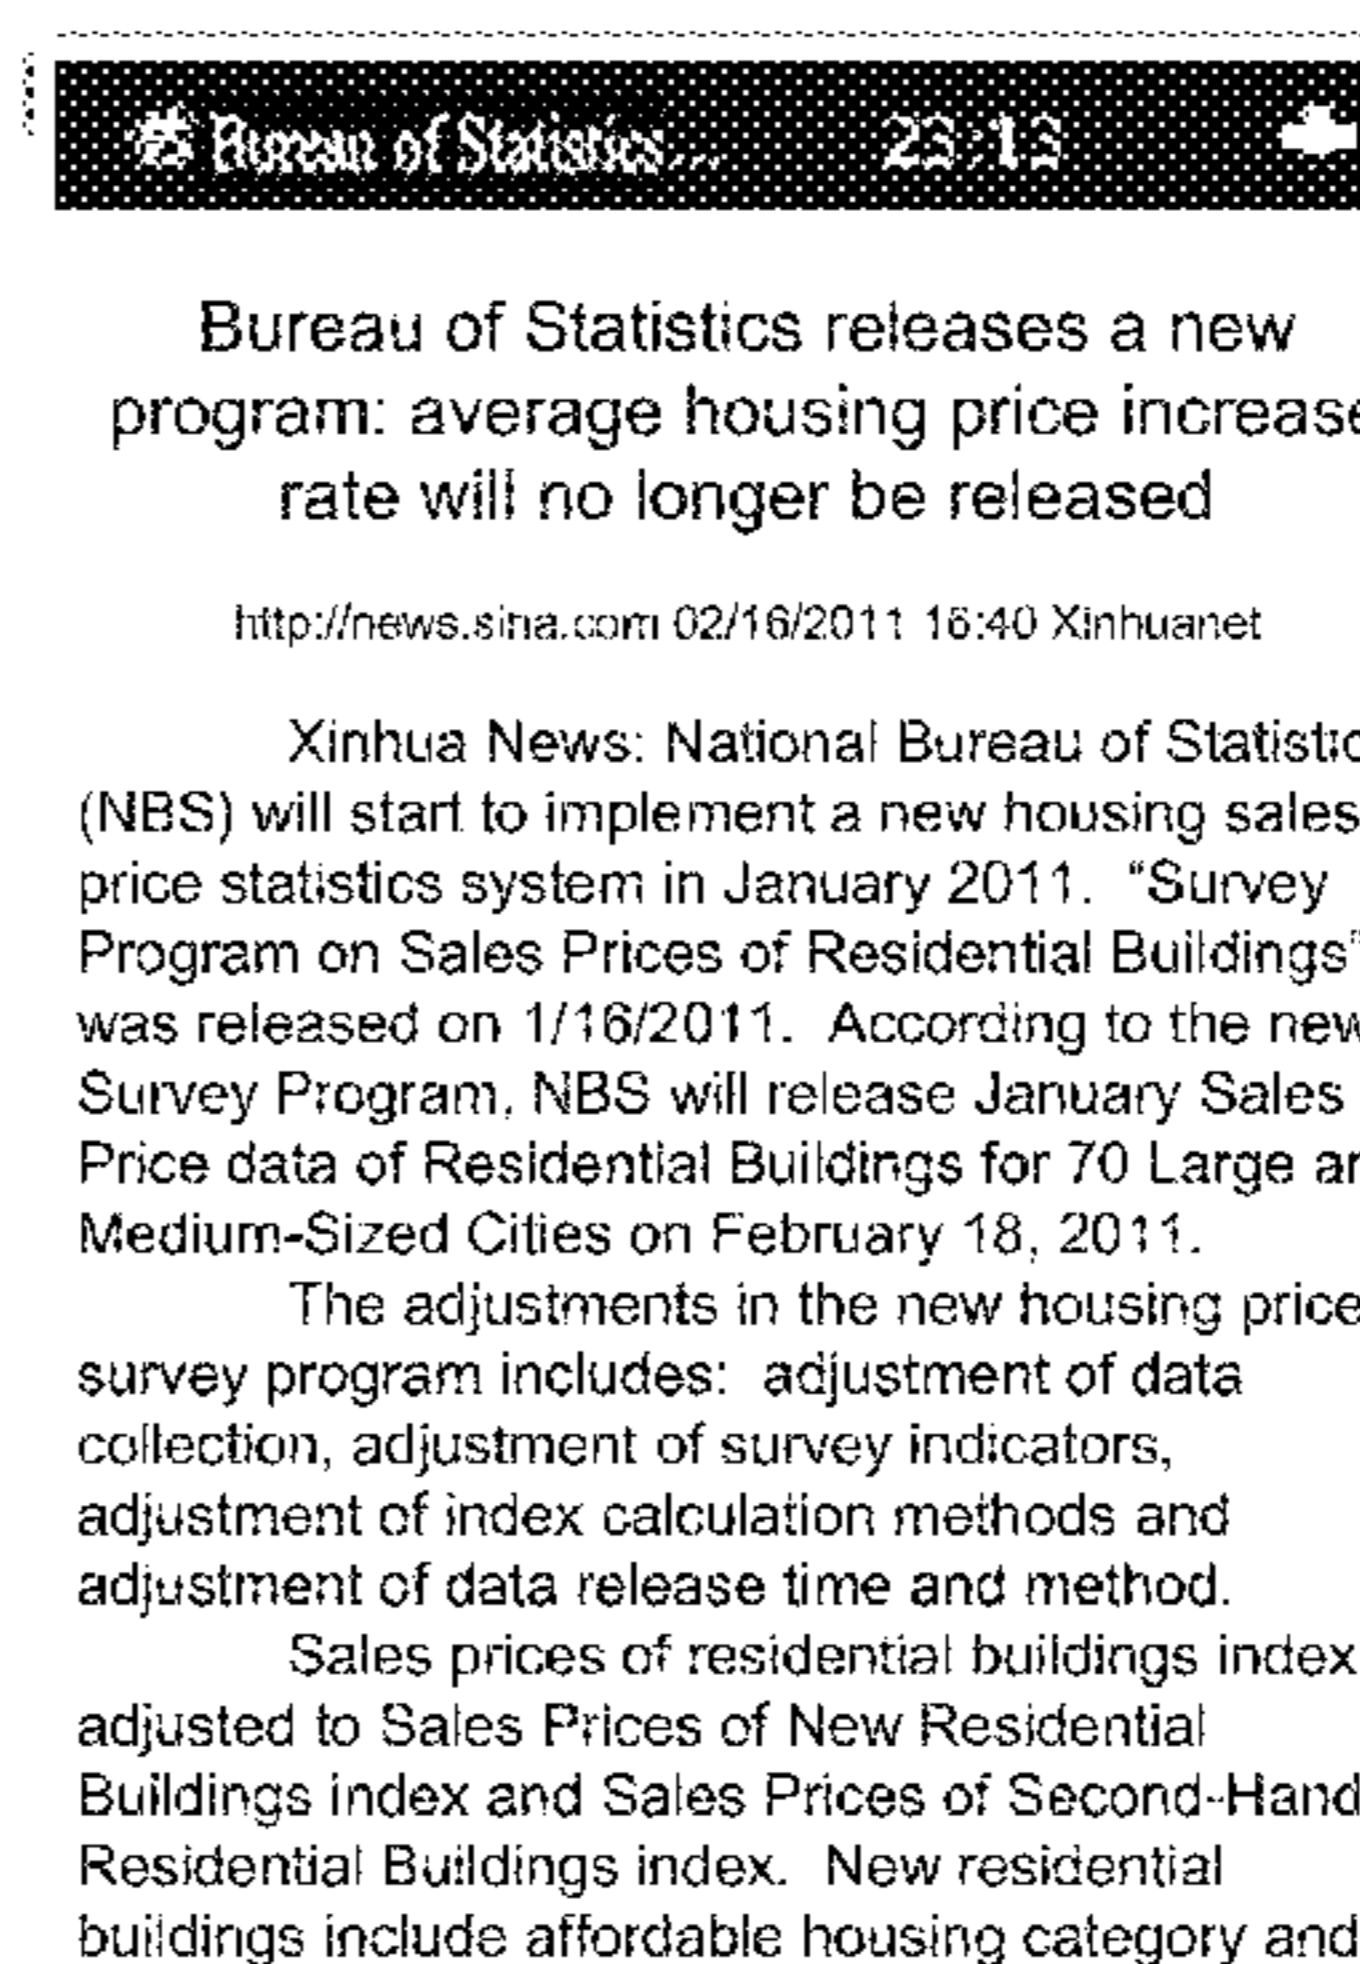 Bureau of Statistics... 23:13
Bureau of Statistics releases a new
program: average housing price increase
rate will no longer be released
http://news.sina.com 02/16/2011 16:40 Xinhuanet
Xinhua News: National Bureau of Statistic
(NBS) will start to implement a new housing sales
price statistics system in January 2011. “Survey
Program on Sales Prices of Residential Buildings”
was released on 1/16/2011. According to the new
Survey Program, NBS will release January Sales
Price data of Residential Buildings for 70 Large an
Medium-Sized Cities on February 18, 2011.
The adjustments in the new housing price
survey program includes: adjustment of data
collection, adjustment of survey indicators,
adjustment of index calculation methods and
adjustment of data release time and method.
Sales prices of residential buildings index
adjusted to Sales Prices of New Residential
Buildings index and Sales Prices of Second-Hand
Residential Buildings index. New residential
buildings include affordable housing category and